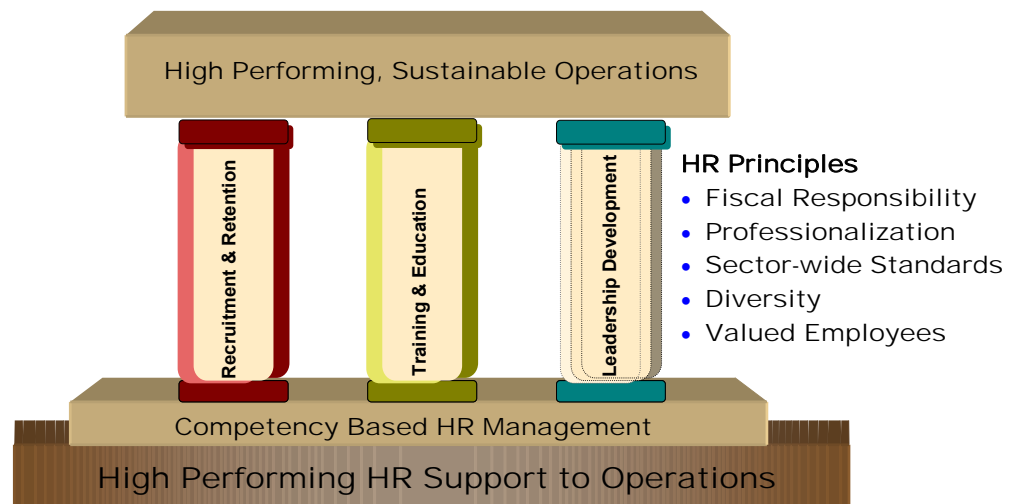 High Performing, Sustainable Operations
Recruitment & Retention
Training & Education
Leadership Development
HR Principles
• Fiscal Responsibility
• Professionalization
• Sector-wide Standards
• Diversity
• Valued Employees
Competency Based HR Management
High Performing HR Support to Operations